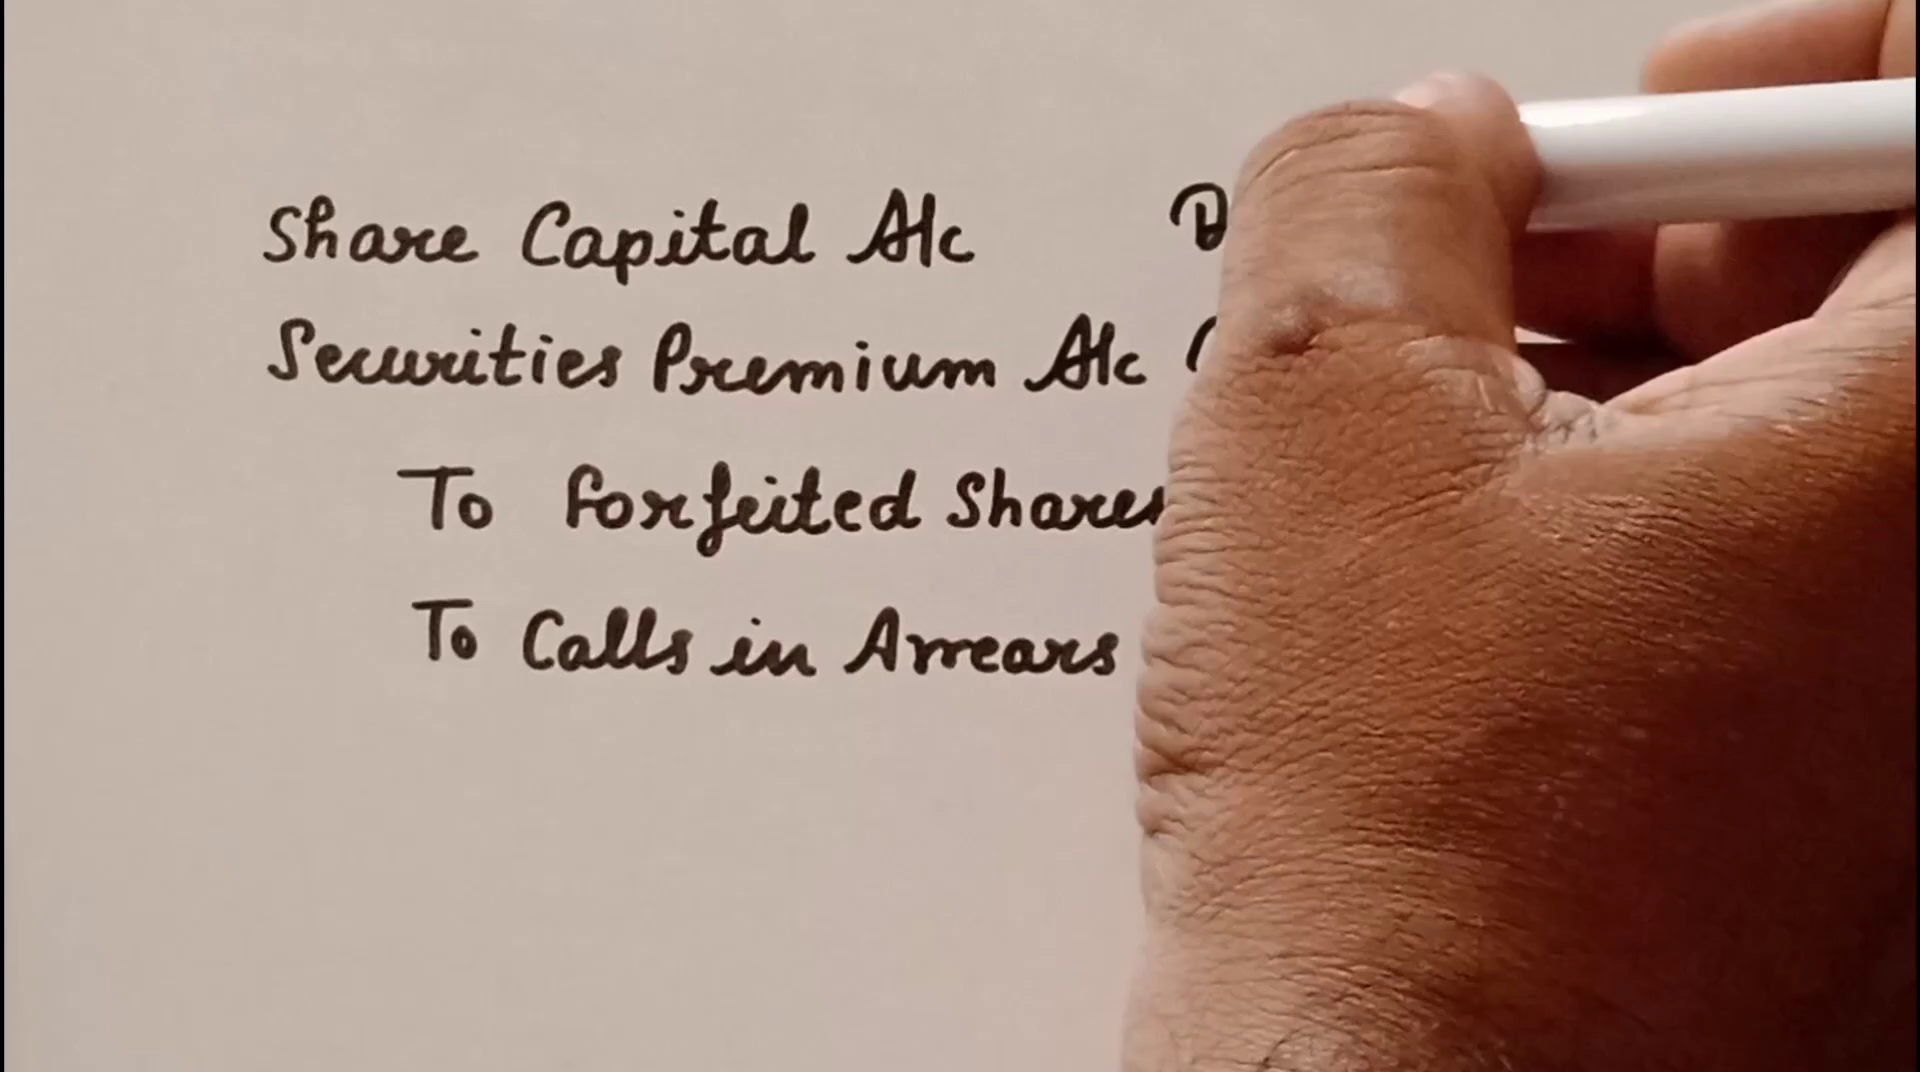 Share Capital A/c D
Securities Premium A/c (
To forfeited Shares
To Calls in Arrears